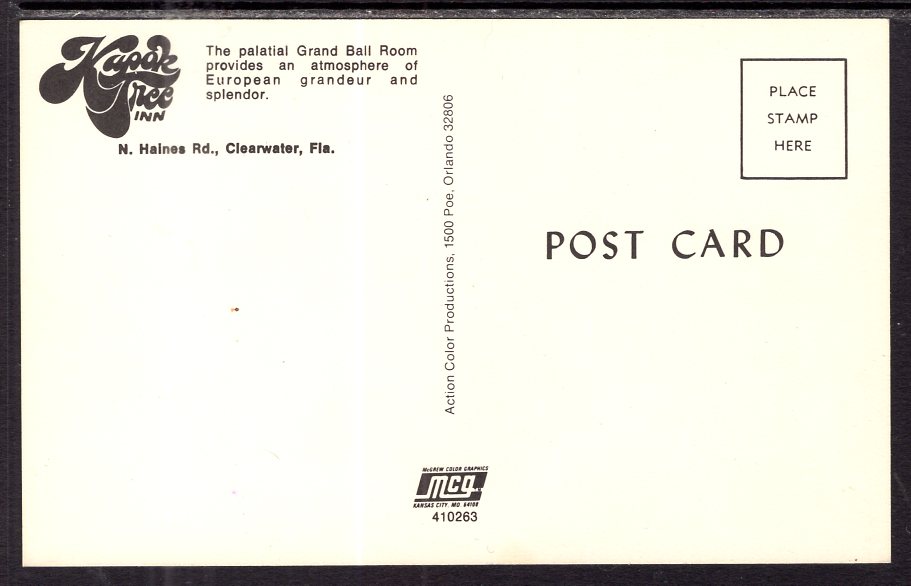 Kapok
Tree
INN
The palatial Grand Ball Room
provides an atmosphere of
European grandeur and
splendor.
N. Haines Rd., Clearwater, Fla.
Action Color Productions, 1500 Poe, Orlando 32806
PLACE
STAMP
HERE
POST CARD
McGREW COLOR GRAPHICS
mcg
KANSAS CITY, MO. 64108
410263